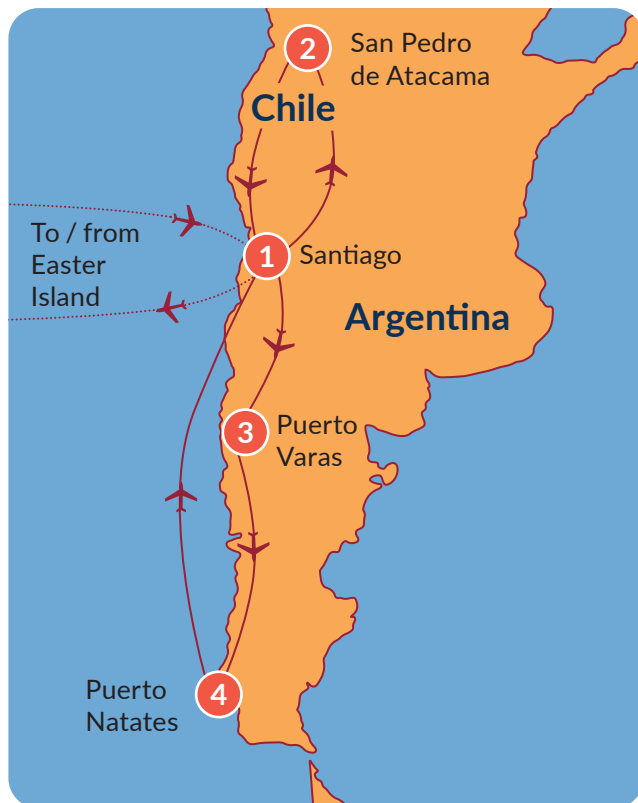 2
San Pedro
de Atacama
Chile
To / from
Easter
Island
1
Santiago
Argentina
3
Puerto
Varas
Puerto
Natates
4